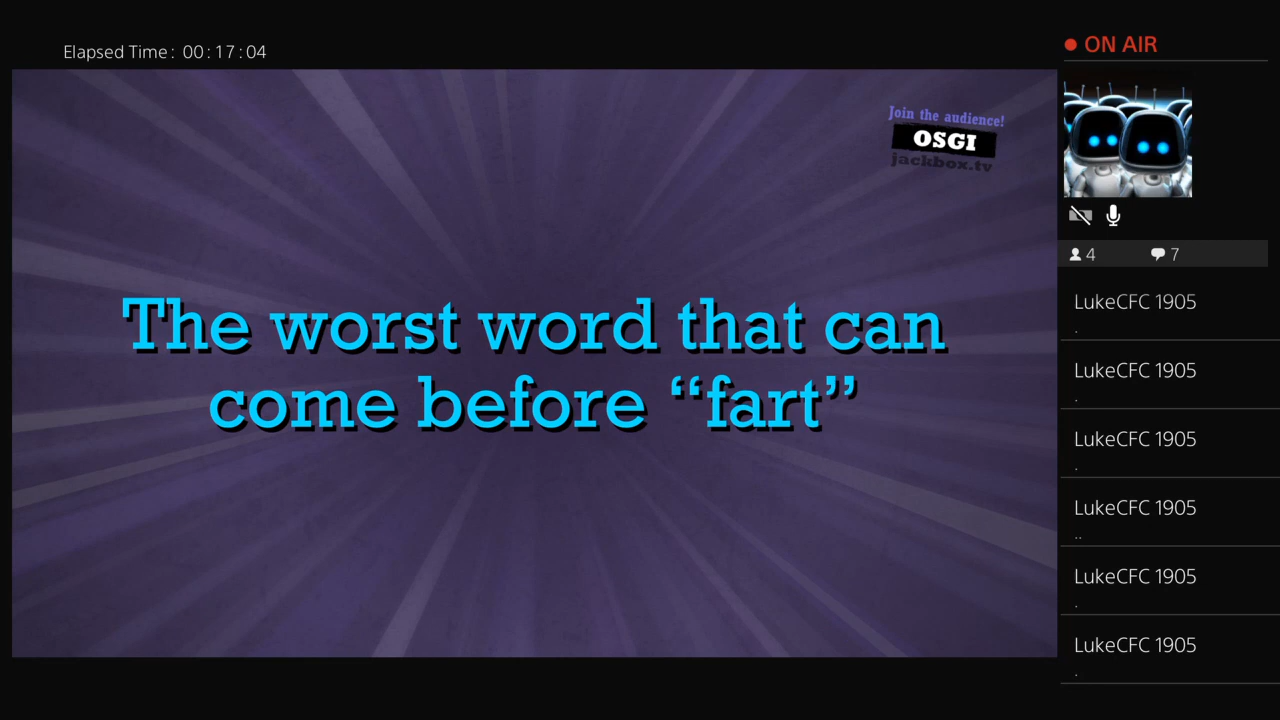 Elapsed Time: 00:17:04
ON AIR
Join the audience!
OSGI
jackbox.tv
The worst word that can
come before “fart”
4 7
LukeCFC 1905
.
LukeCFC 1905
.
LukeCFC 1905
.
LukeCFC 1905
..
LukeCFC 1905
.
LukeCFC 1905
.